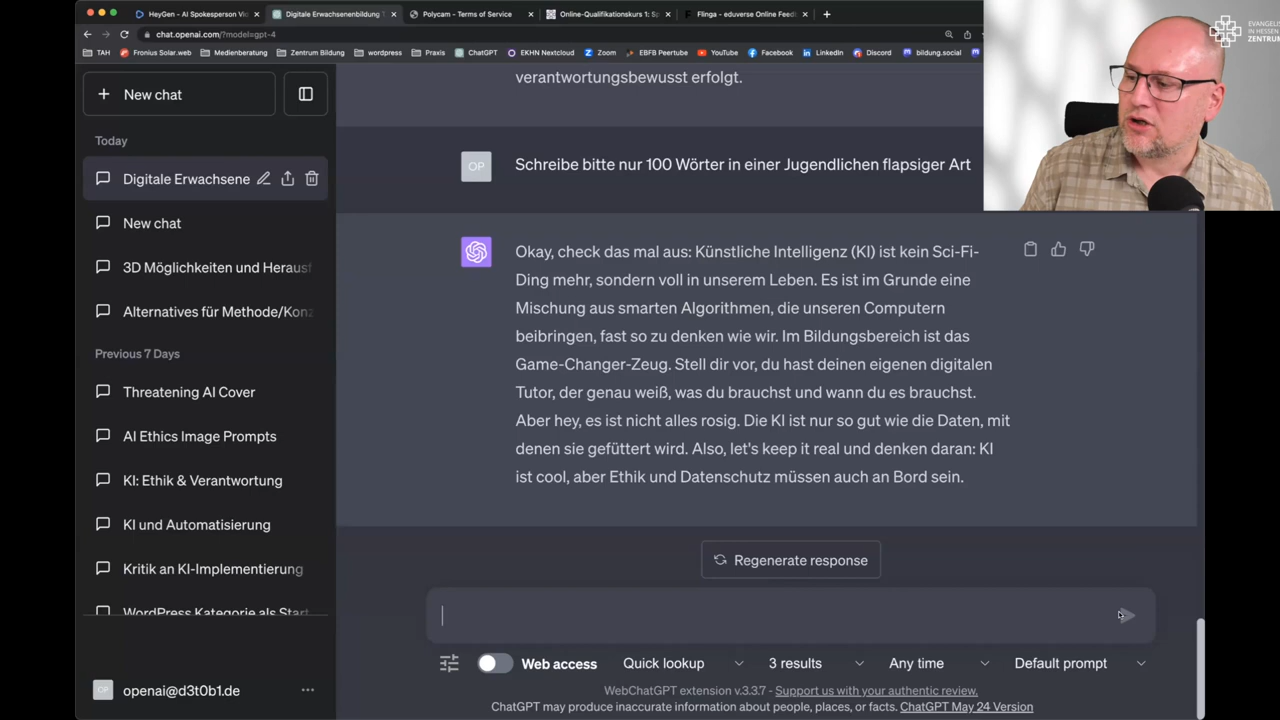 HeyGen - AI Spokesperson Vi
Digitale Erwachsenenbildung
Polycam - Terms of Service
Online-Qualifikationskurs 1: S
Flinga - eduverse Online Feed
chat.openai.com/?model=gpt-4
TAH
Fronius Solar.web
Medienberatung
Zentrum Bildung
wordpress
Praxis
ChatGPT
EKHN Nextcloud
Zoom
EBFB Peertube
YouTube
Facebook
LinkedIn
Discord
bildung.social
EVANGELIS
IN HESSEN
ZENTRUM
New chat
Today
Digitale Erwachsene
New chat
3D Möglichkeiten und Herausf
Alternatives für Methode/Konz
Previous 7 Days
Threatening AI Cover
AI Ethics Image Prompts
KI: Ethik & Verantwortung
KI und Automatisierung
Kritik an KI-Implementierung
WordPress Kategorie als Start
openai@d3t0b1.de
verantwortungsbewusst erfolgt.
OP
Schreibe bitte nur 100 Wörter in einer Jugendlichen flapsiger Art
Okay, check das mal aus: Künstliche Intelligenz (KI) ist kein Sci-Fi-
Ding mehr, sondern voll in unserem Leben. Es ist im Grunde eine
Mischung aus smarten Algorithmen, die unseren Computern
beibringen, fast so zu denken wie wir. Im Bildungsbereich ist das
Game-Changer-Zeug. Stell dir vor, du hast deinen eigenen digitalen
Tutor, der genau weiß, was du brauchst und wann du es brauchst.
Aber hey, es ist nicht alles rosig. Die KI ist nur so gut wie die Daten, mit
denen sie gefüttert wird. Also, let's keep it real und denken daran: KI
ist cool, aber Ethik und Datenschutz müssen auch an Bord sein.
Regenerate response
Web access
Quick lookup
3 results
Any time
Default prompt
WebChatGPT extension v.3.3.7 - Support us with your authentic review.
ChatGPT may produce inaccurate information about people, places, or facts. ChatGPT May 24 Version
OP